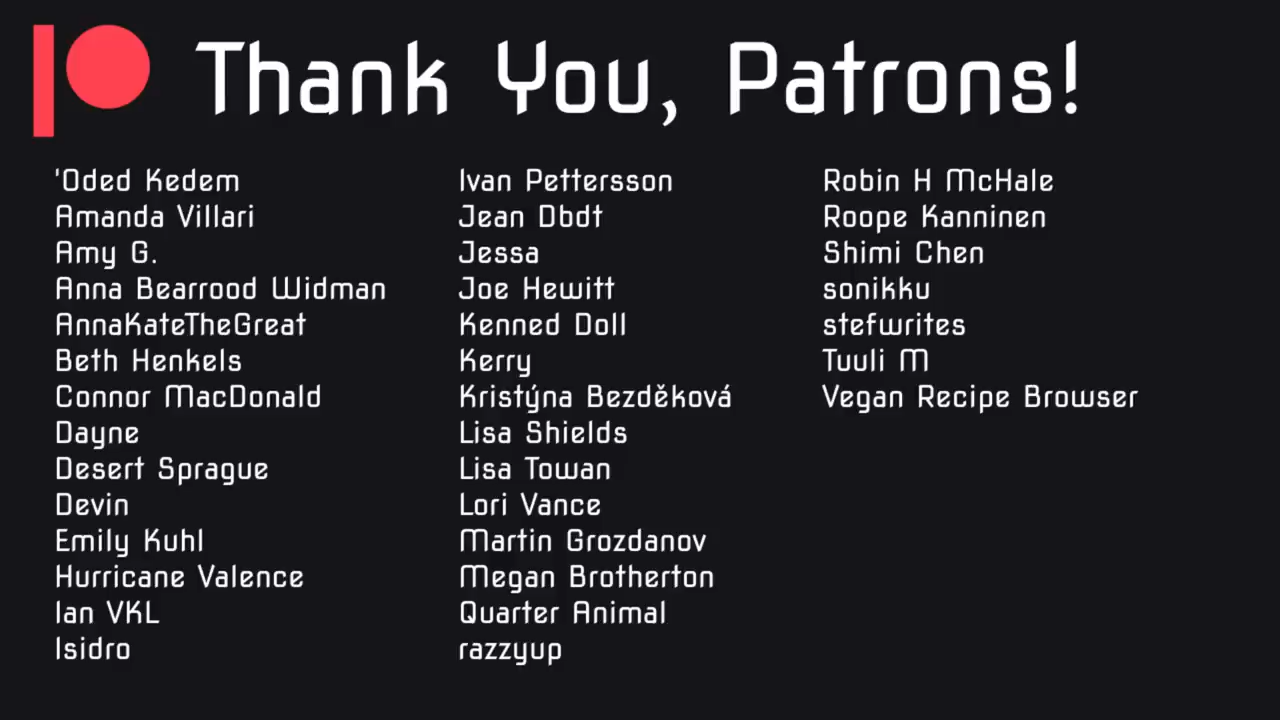 Thank You, Patrons!
'Oded Kedem
Amanda Villari
Amy G.
Anna Bearrood Widman
AnnaKateTheGreat
Beth Henkels
Connor MacDonald
Dayne
Desert Sprague
Devin
Emily Kuhl
Hurricane Valence
Ian VKL
Isidro
Ivan Pettersson
Jean Dbdt
Jessa
Joe Hewitt
Kenned Doll
Kerry
Kristýna Bezděková
Lisa Shields
Lisa Towan
Lori Vance
Martin Grozdanov
Megan Brotherton
Quarter Animal
razzyup
Robin H McHale
Roope Kanninen
Shimi Chen
sonikku
stefwrites
Tuuli M
Vegan Recipe Browser